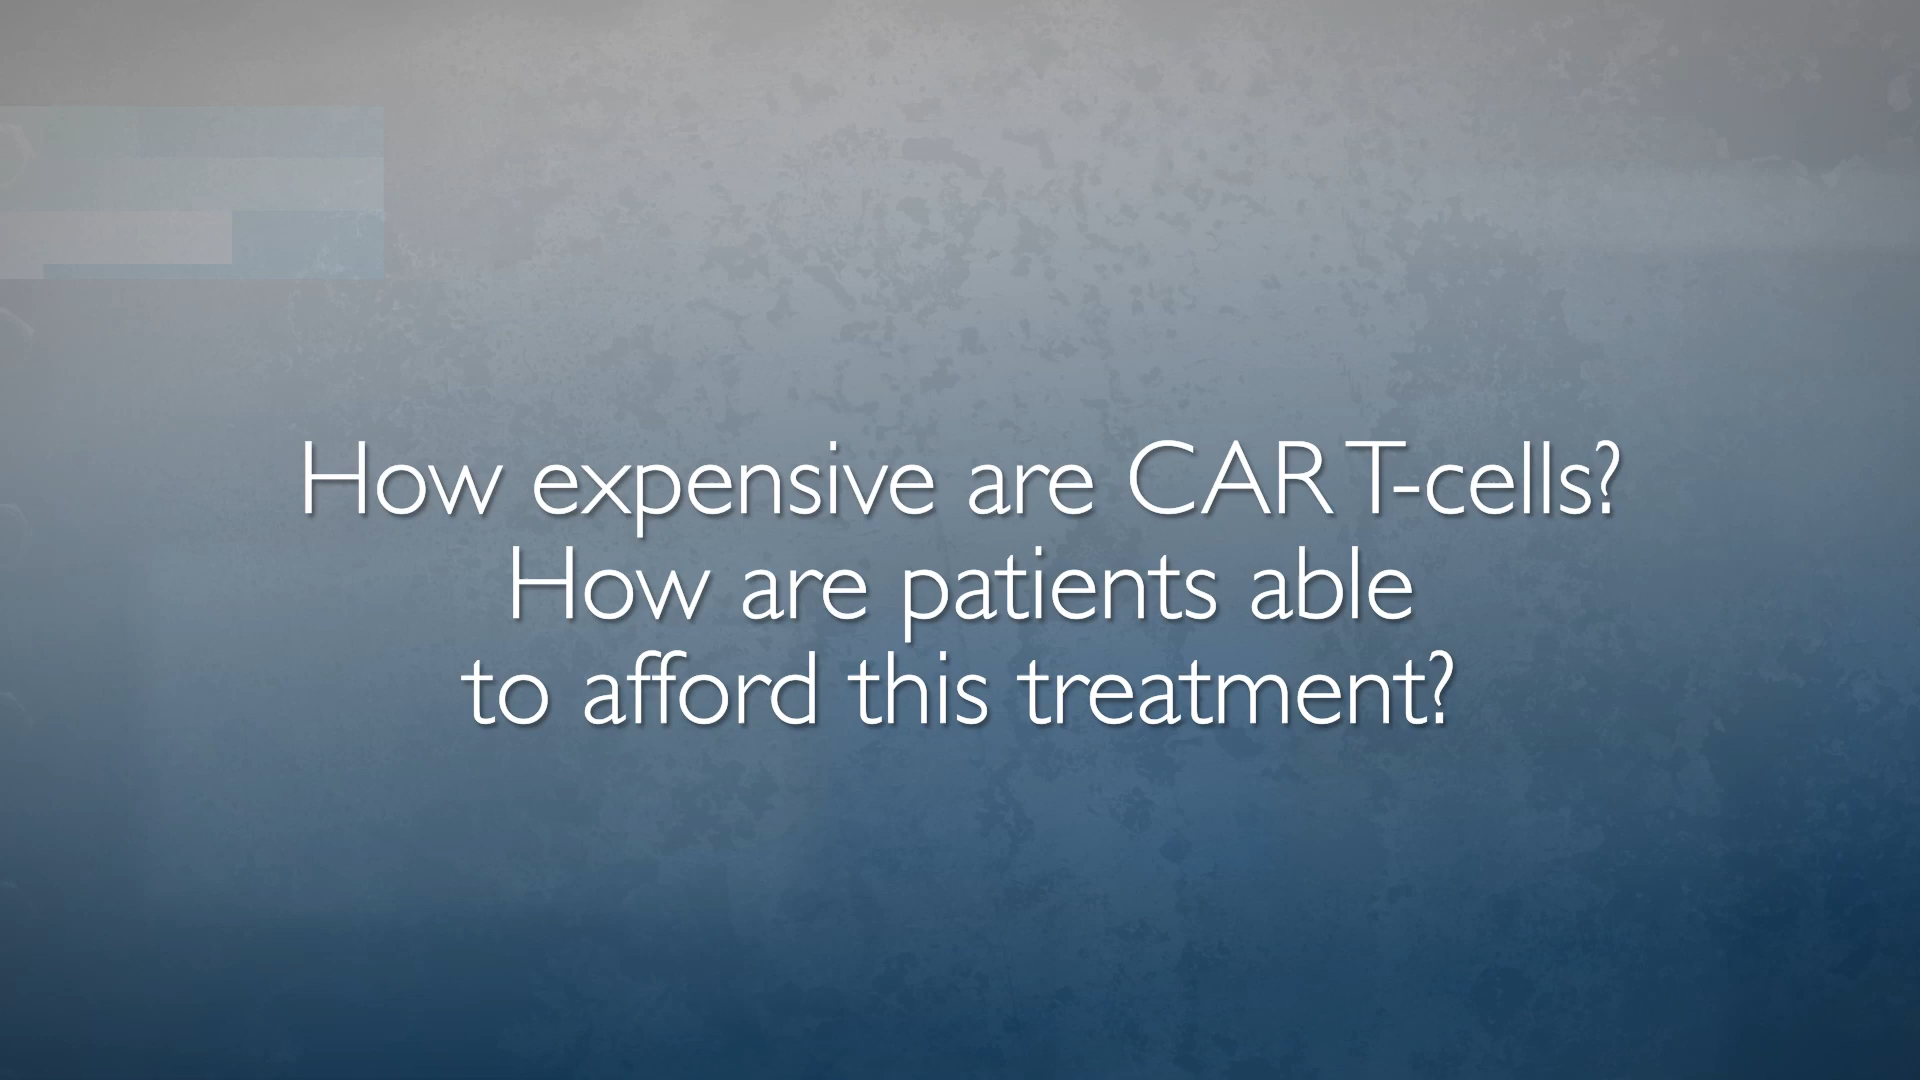 How expensive are CAR T-cells?
How are patients able
to afford this treatment?